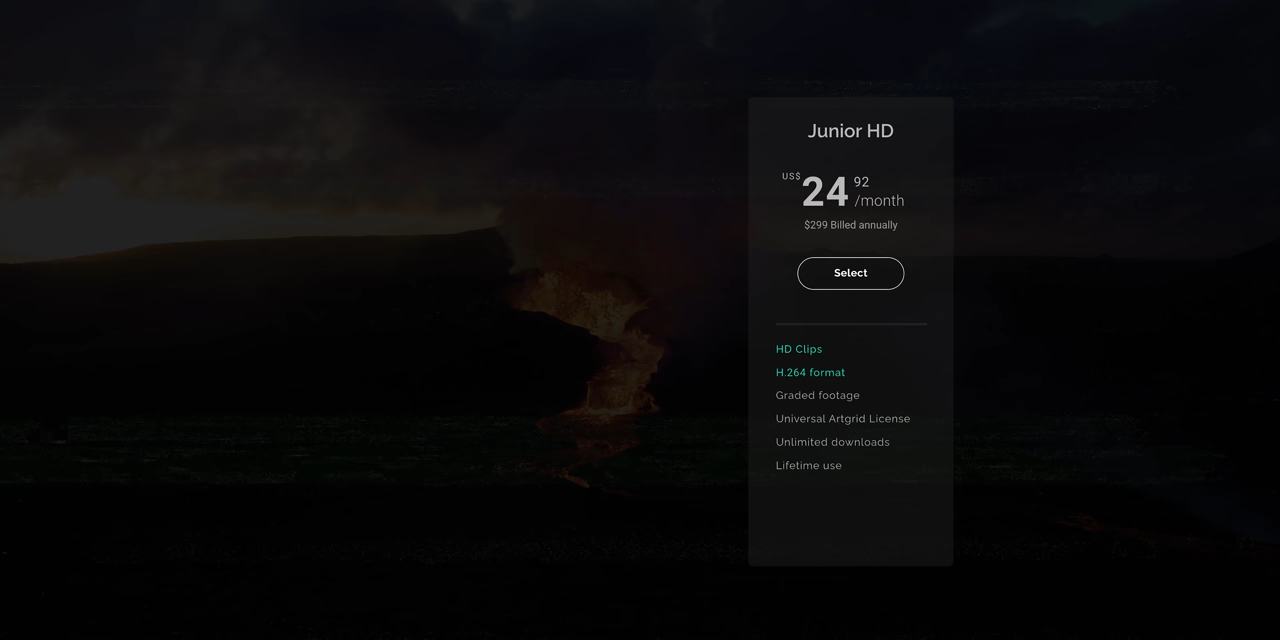 Junior HD
US$ 24 92
/month
$299 Billed annually
Select
HD Clips
H.264 format
Graded footage
Universal Artgrid License
Unlimited downloads
Lifetime use